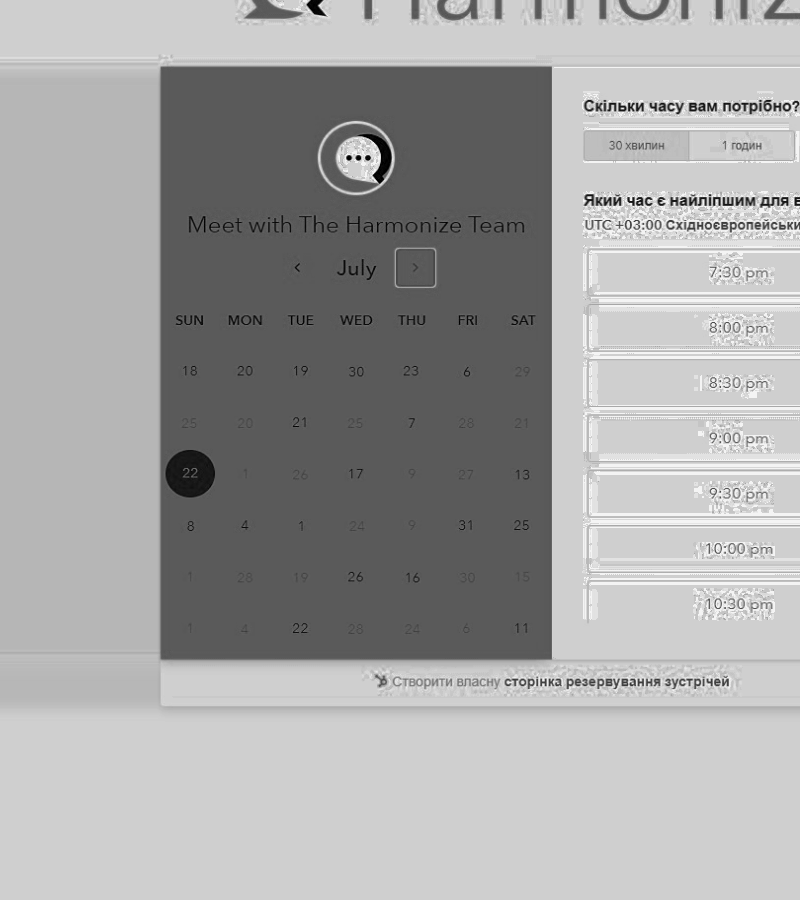 Harmoniz
Meet with The Harmonize Team
July
SUN MON TUE WED THU FRI SAT
18 20 19 30 23 6 29
25 20 21 25 7 28 21
22 1 26 17 9 27 13
8 4 1 24 9 31 25
1 28 19 26 16 30 15
1 4 22 28 24 6 11
Скільки часу вам потрібно?
30 хвилин 1 годин
Який час є найліпшим для в
UTC +03:00 Східноєвропейськи
7:30 pm
8:00 pm
8:30 pm
9:00 pm
9:30 pm
10:00 pm
10:30 pm
Створити власну сторінка резервування зустрічей